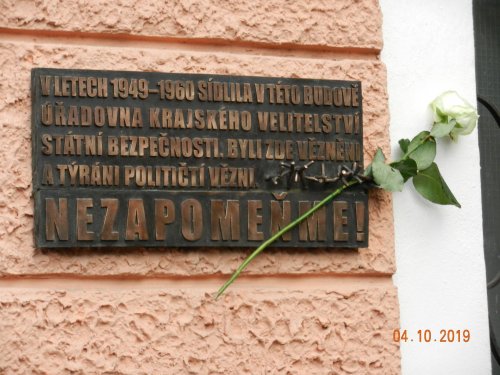 V LETECH 1949–1960 SÍDLILA V TÉTO BUDOVĚ
ÚŘADOVNA KRAJSKÉHO VELITELSTVÍ
STÁTNÍ BEZPEČNOSTI. BYLI ZDE VĚZNĚNI
A TÝRÁNI POLITIČTÍ VĚZNI.
NEZAPOMEŇME!
04.10.2019